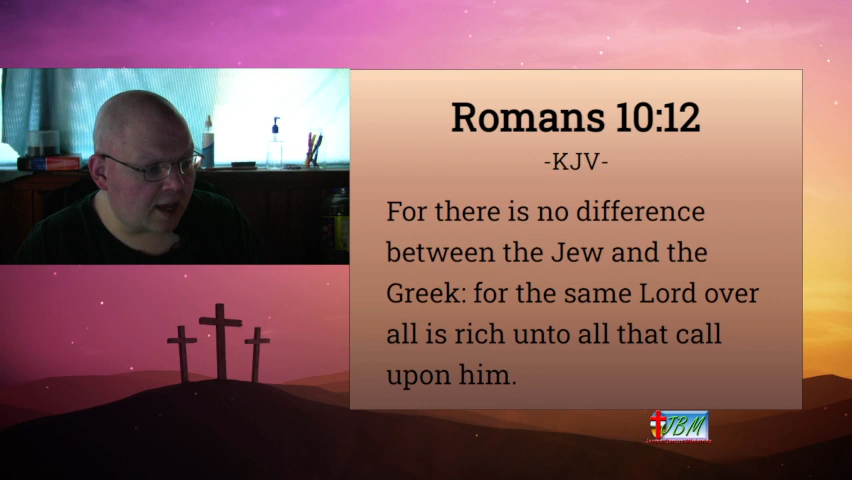 Romans 10:12
-KJV-
For there is no difference
between the Jew and the
Greek: for the same Lord over
all is rich unto all that call
upon him.
JBM